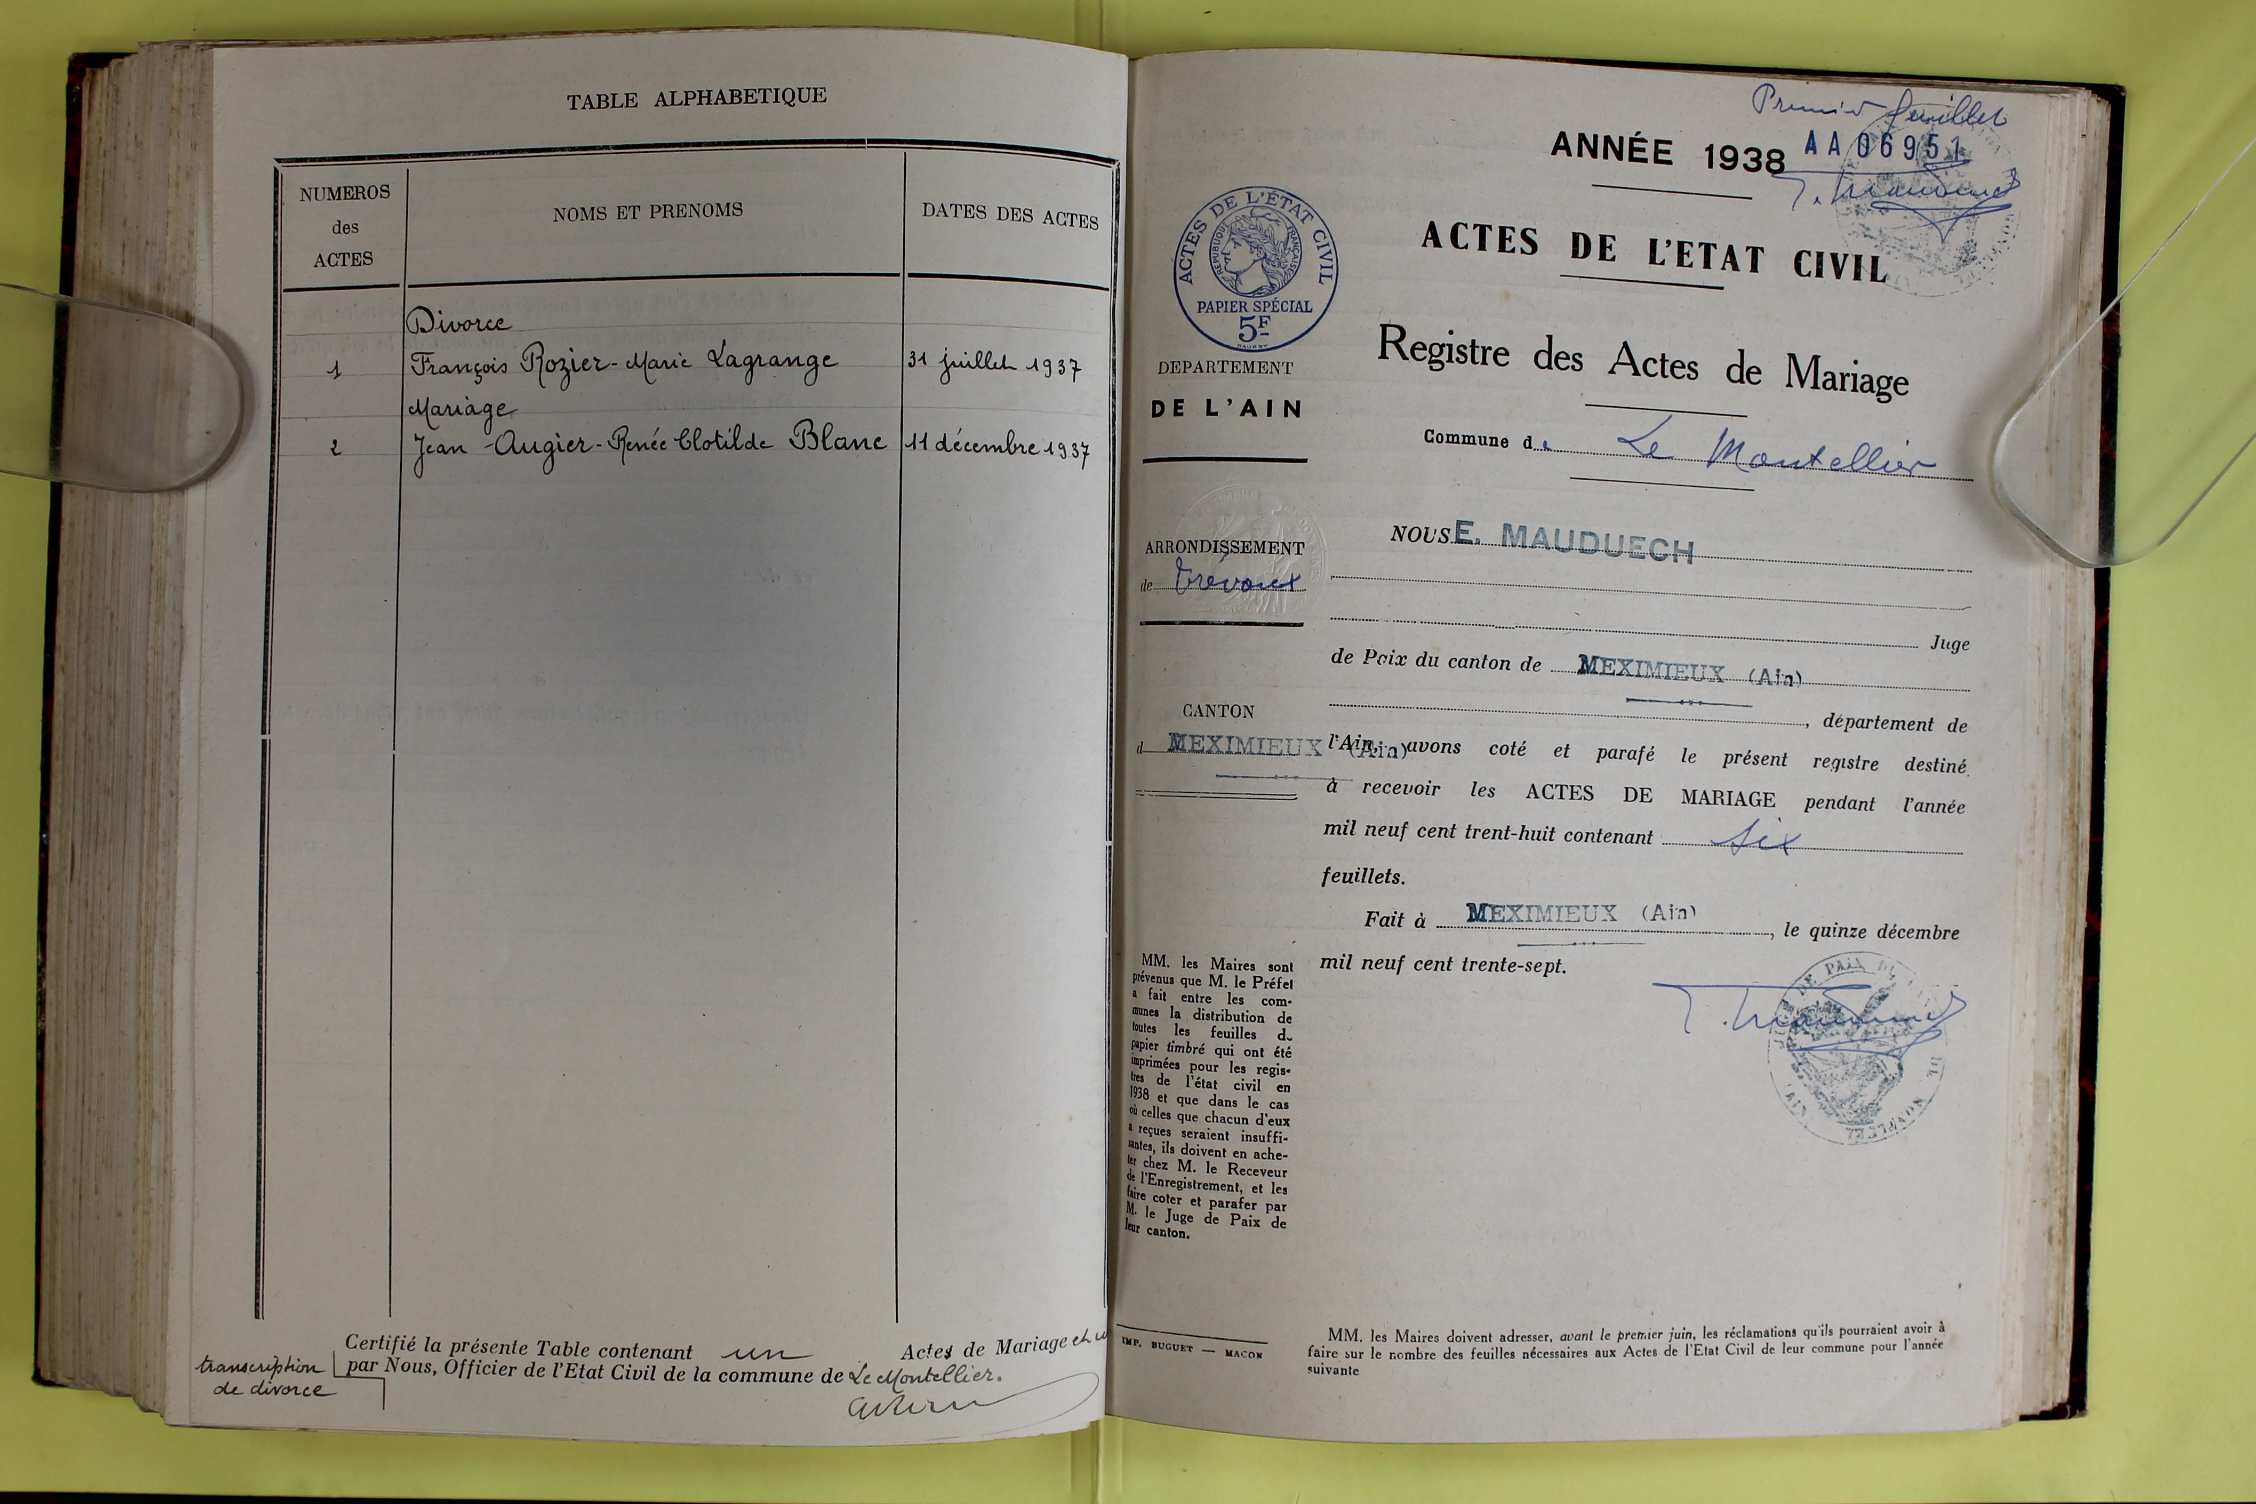 TABLE ALPHABETIQUE
NUMEROS
des
ACTES
NOMS ET PRENOMS
DATES DES ACTES
Divorce
1 François Rozier - Marie Lagrange 31 juillet 1937
Mariage
2 Jean - Augier - Renée Clotilde Blanc 11 décembre 1937
Certifié la présente Table contenant un Actes de Mariage et
transcription par Nous, Officier de l'Etat Civil de la commune de Le Montellier.
de divorce
Premier feuillet
ANNÉE 1938 AA06951
ACTES DE L'ÉTAT CIVIL
RÉPUBLIQUE FRANÇAISE
PAPIER SPÉCIAL
5F
ACTES DE L'ETAT CIVIL
Registre des Actes de Mariage
DEPARTEMENT
DE L'AIN
Commune de Le Montellier
ARRONDISSEMENT
de Trévoux
CANTON
d MEXIMIEUX (Ain)
NOUS E. MAUDUECH
Juge
de Paix du canton de MEXIMIEUX (Ain)
, département de
l'Ain, avons coté et parafé le présent registre destiné
à recevoir les ACTES DE MARIAGE pendant l'année
mil neuf cent trent-huit contenant six
feuillets.
Fait à MEXIMIEUX (Ain), le quinze décembre
mil neuf cent trente-sept.
MM. les Maires sont
prévenus que M. le Préfet
a fait entre les com-
munes la distribution de
toutes les feuilles de
papier timbré qui ont été
imprimées pour les regis-
tres de l'état civil en
1938 et que dans le cas
où celles que chacun d'eux
a reçues seraient insuffi-
santes, ils doivent en ache-
ter chez M. le Receveur
de l'Enregistrement, et les
faire coter et parafer par
M. le Juge de Paix de
leur canton.
IMP. BUGUET — MACON
MM. les Maires doivent adresser, avant le premier juin, les réclamations qu'ils pourraient avoir à
faire sur le nombre des feuilles nécessaires aux Actes de l'Etat Civil de leur commune pour l'année
suivante